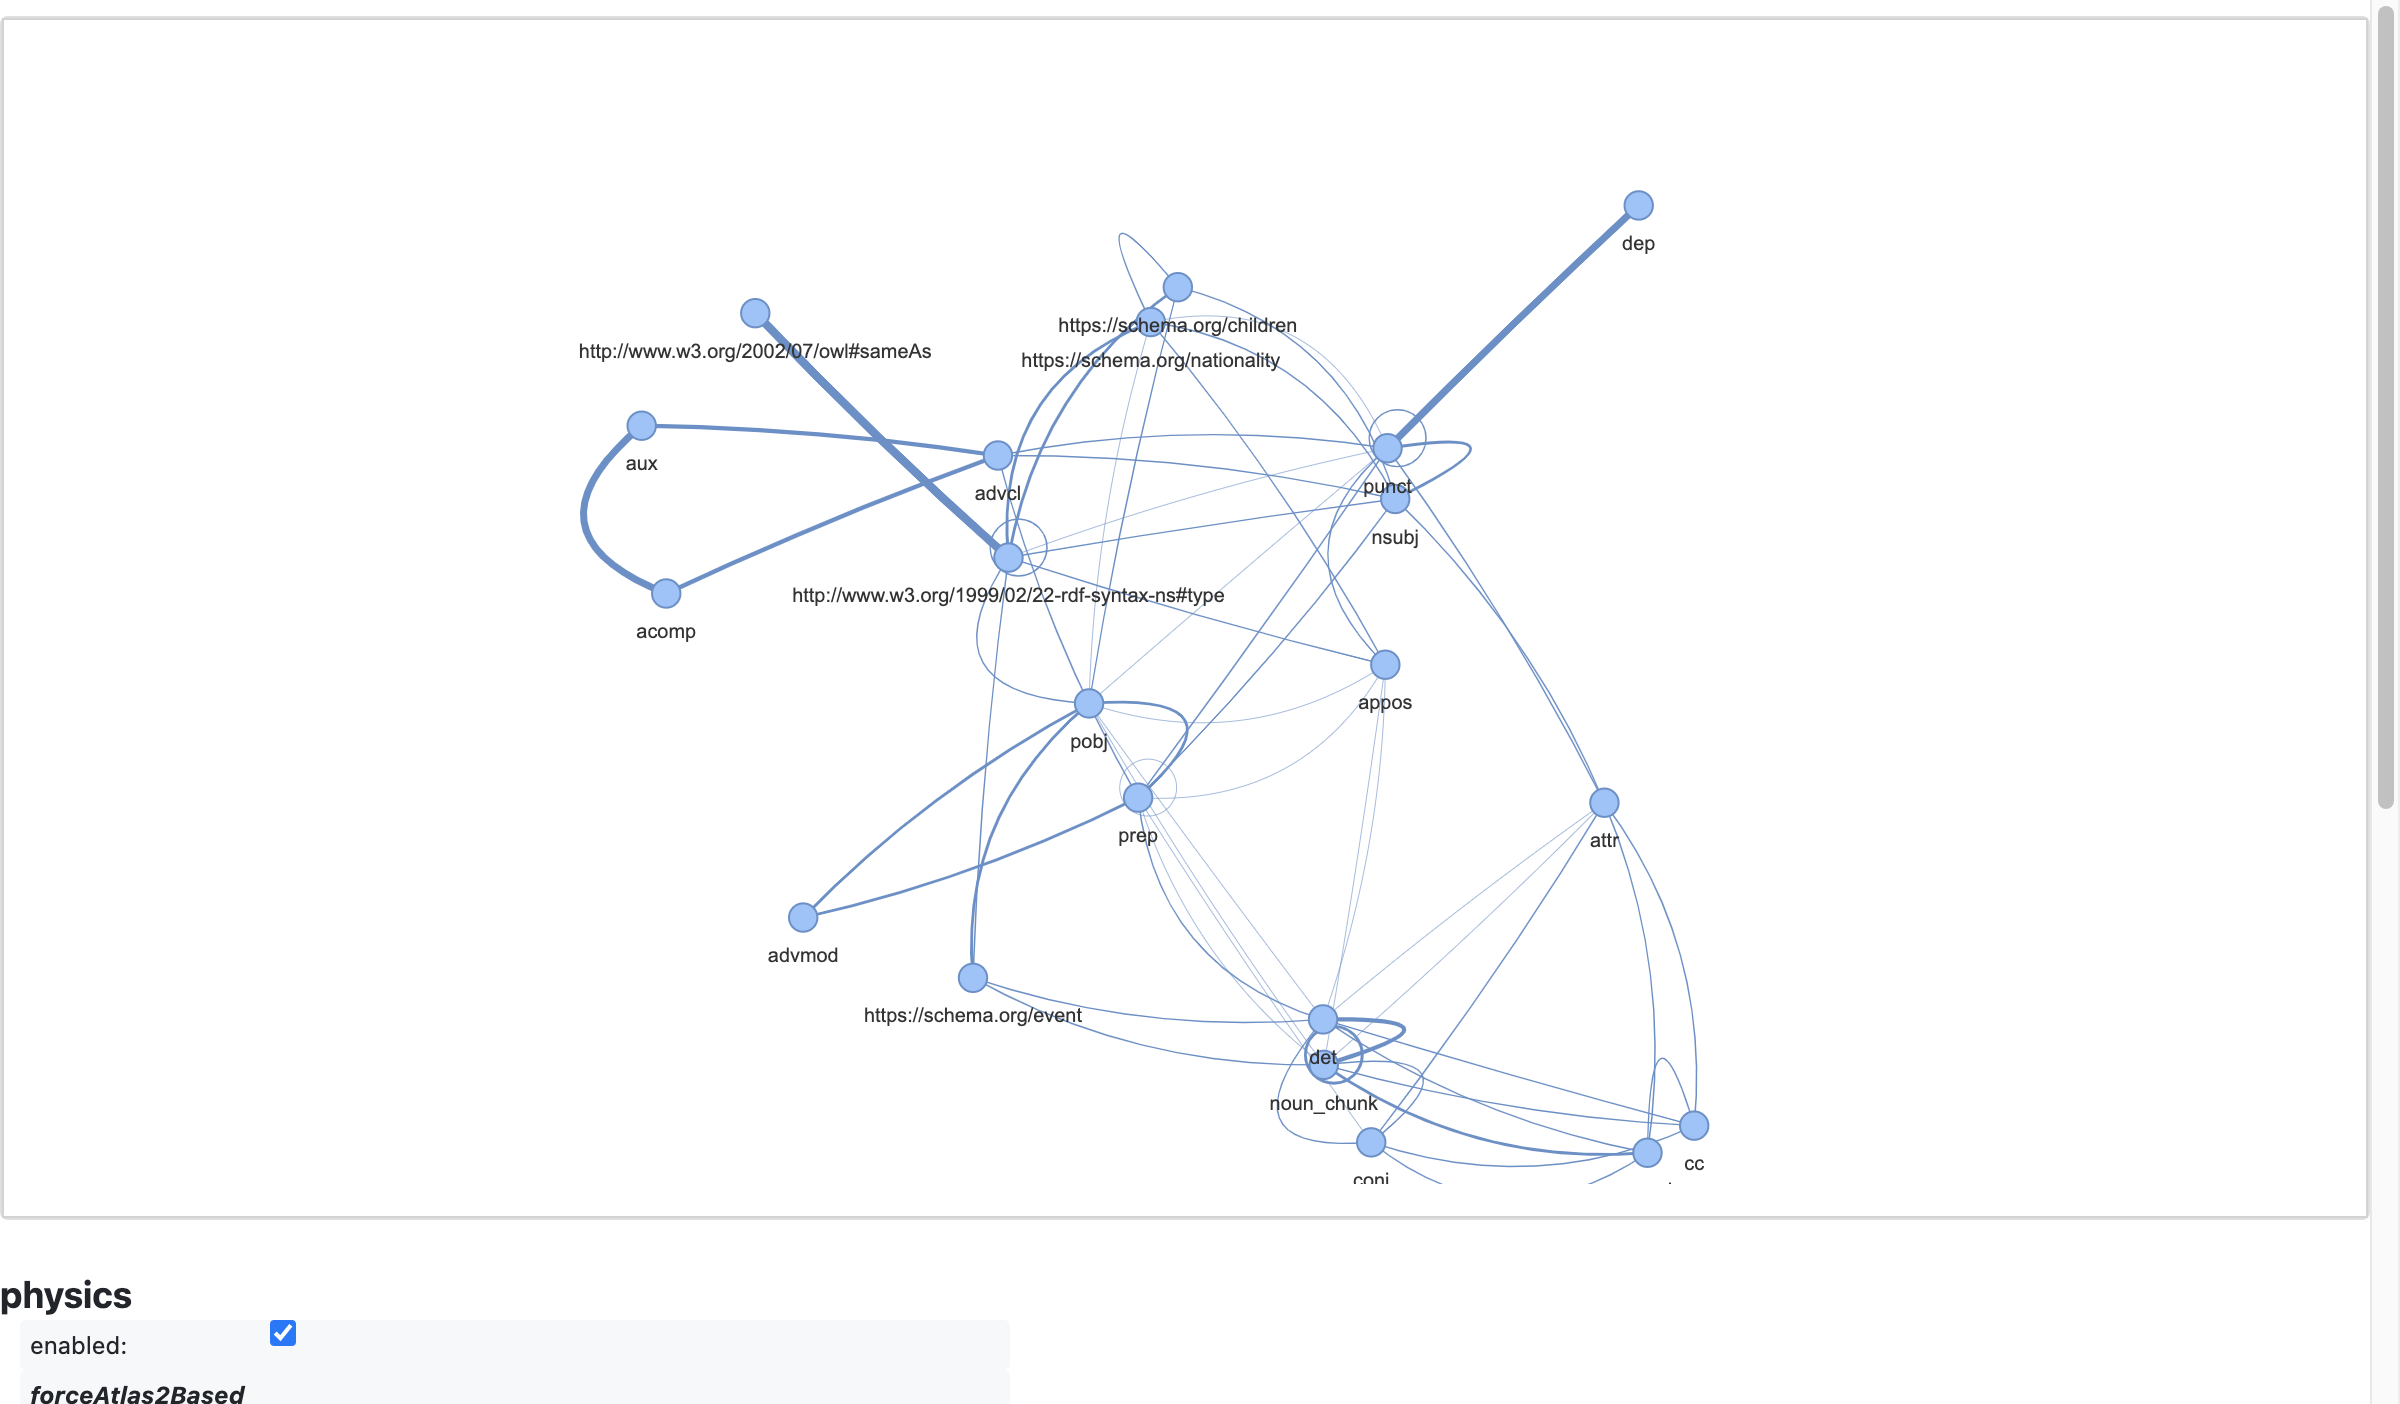 dep
https://schema.org/children
http://www.w3.org/2002/07/owl#sameAs
https://schema.org/nationality
aux
advcl
punct
nsubj
http://www.w3.org/1999/02/22-rdf-syntax-ns#type
acomp
appos
pobj
prep
attr
advmod
https://schema.org/event
det
noun_chunk
cc
conj
physics
enabled:
forceAtlas2Based